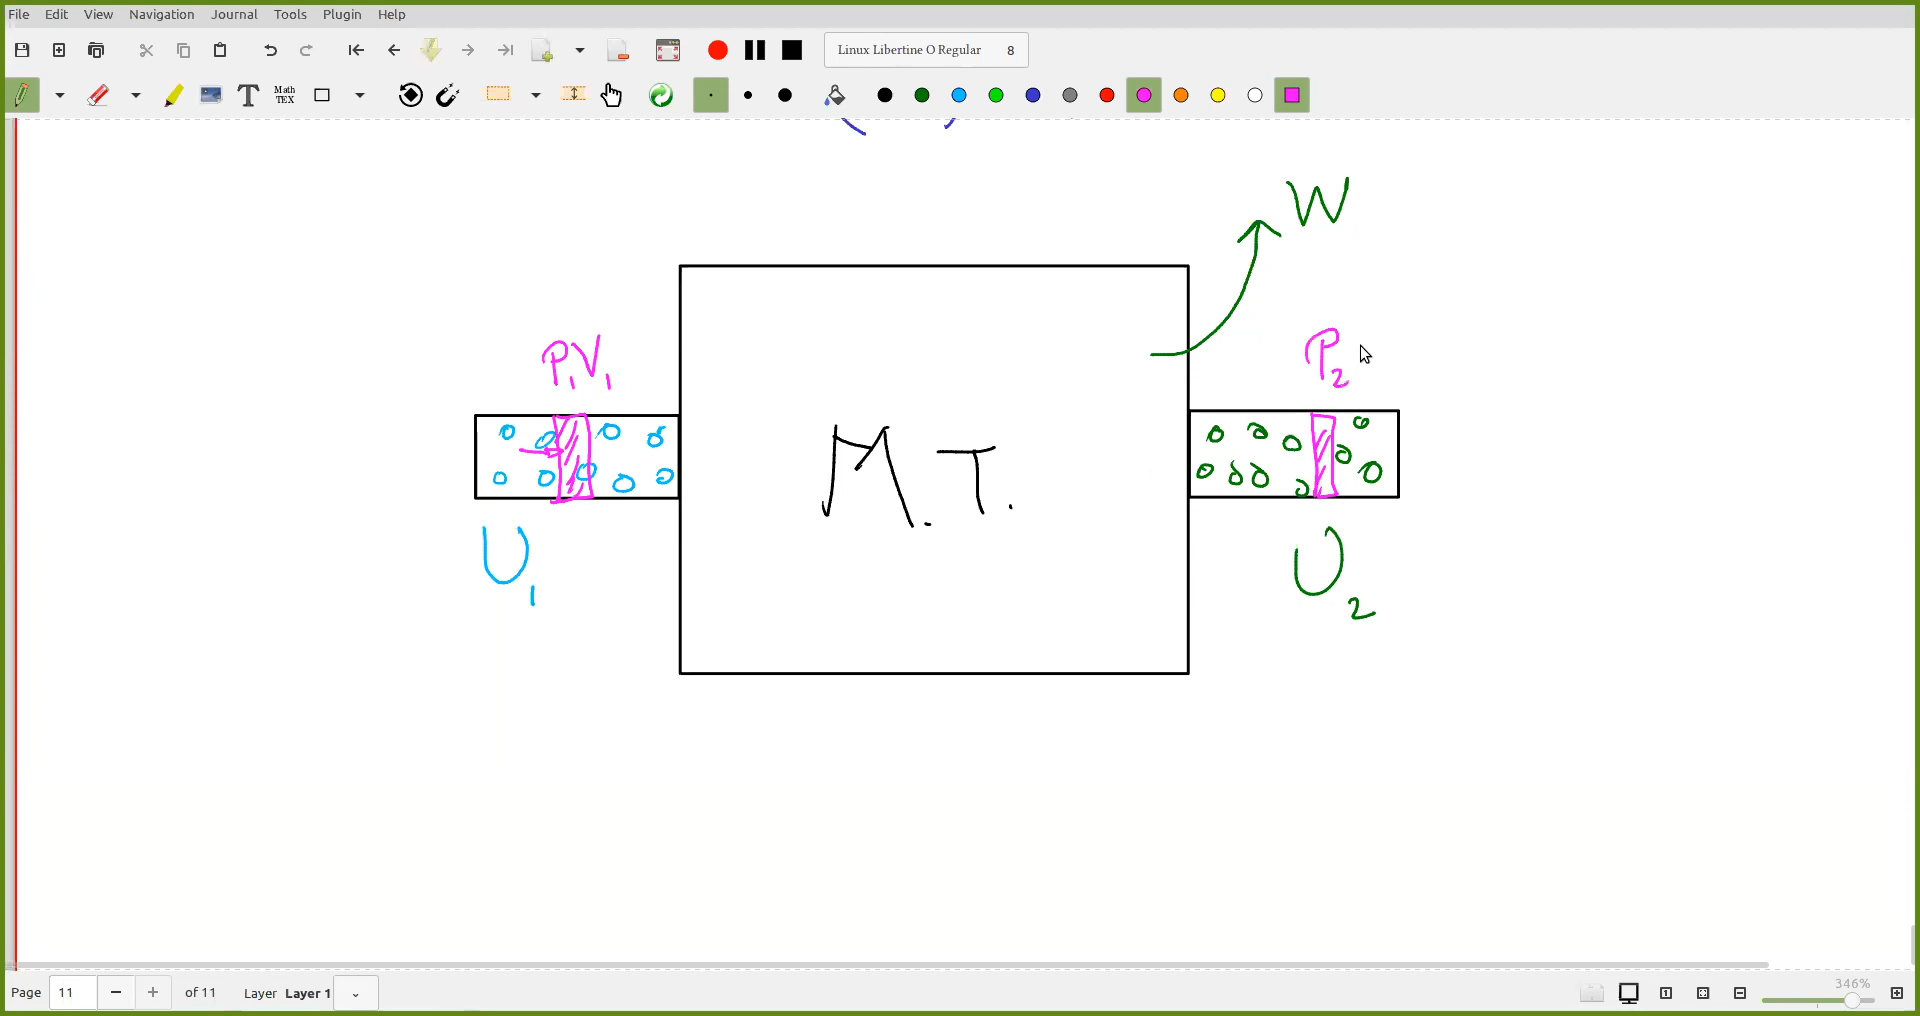 File Edit View Navigation Journal Tools Plugin Help
Linux Libertine O Regular 8
T Math TEX
W
P₁V₁
P₂
M.T.
U₁
U₂
Page 11 of 11 Layer Layer 1 346%